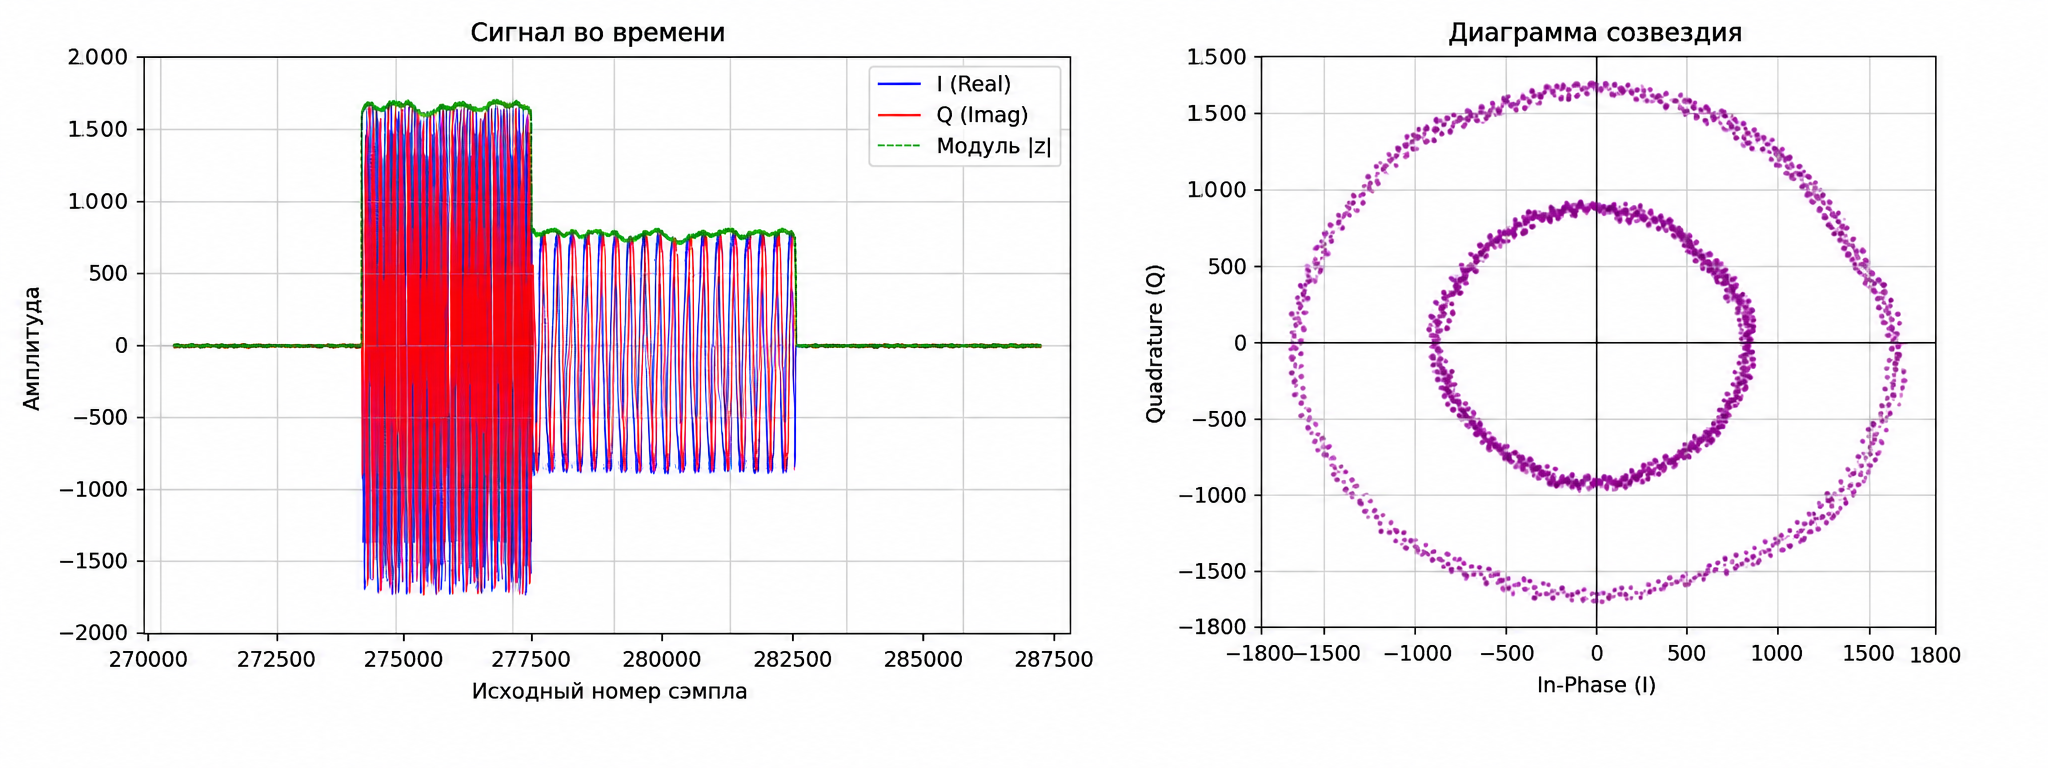 Сигнал во времени
2.000
1.500
1.000
500
0
−500
−1000
−1500
−2000
Амплитуда
I (Real)
Q (Imag)
Модуль |z|
270000 272500 275000 277500 280000 282500 285000 287500
Исходный номер сэмпла
Диаграмма созвездия
1.500
1.500
1.000
500
0
−500
−1000
−1500
−1800
Quadrature (Q)
−1800 −1500 −1000 −500 0 500 1000 1500 1800
In-Phase (I)